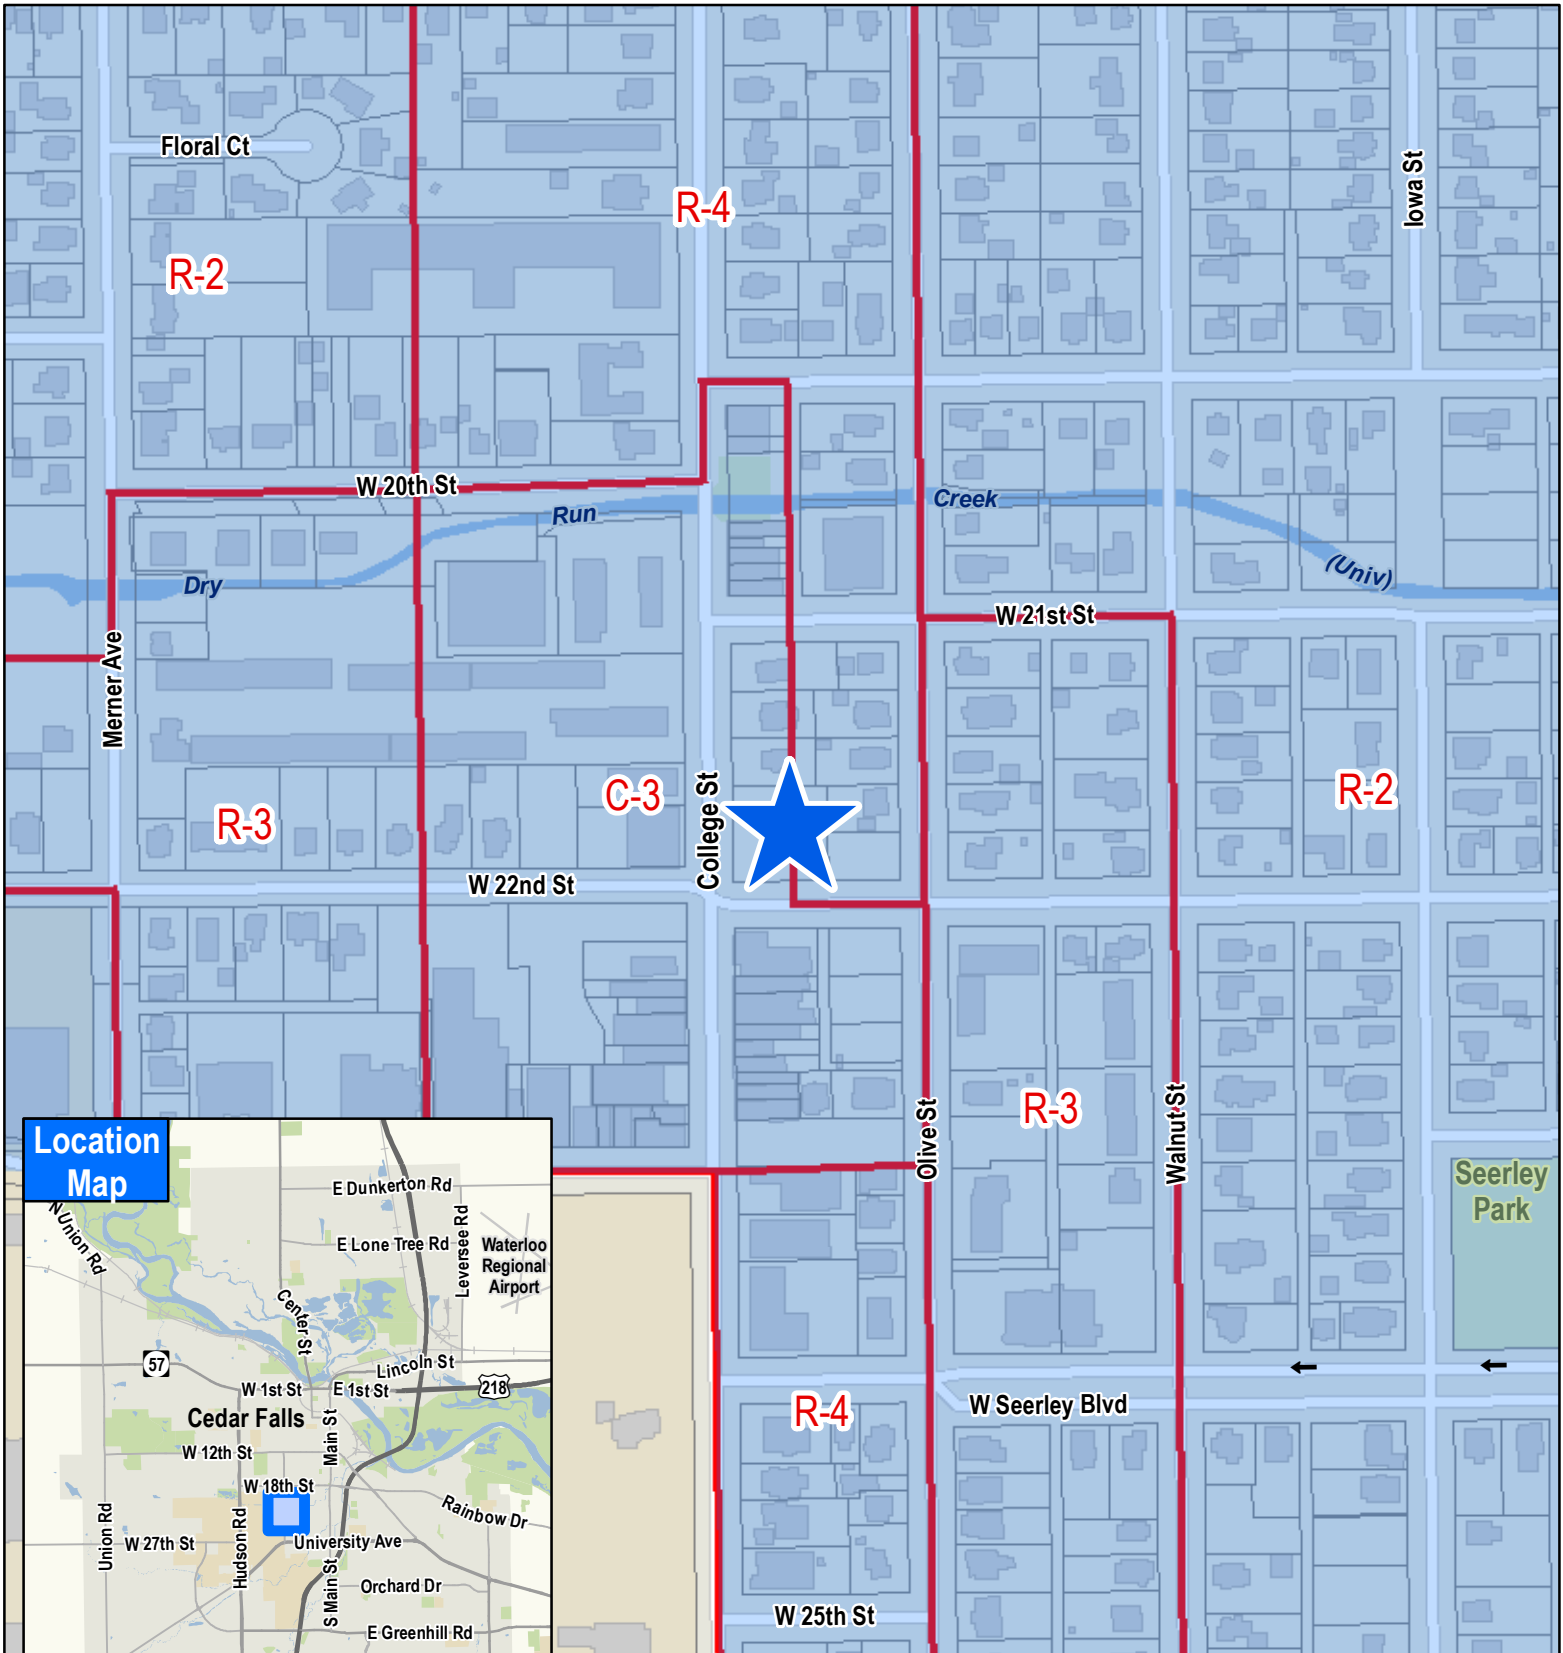 Floral Ct
Iowa St
R-4
R-2
W 20th St
Creek
Run
(Univ)
Dry
W 21st St
Merner Ave
C-3
College St
R-2
R-3
W 22nd St
R-3
Olive St
Walnut St
Seerley
Park
W Seerley Blvd
R-4
W 25th St
Location
Map
E Dunkerton Rd
N Union Rd
Leversee Rd
E Lone Tree Rd
Waterloo
Regional
Airport
Center St
57
Lincoln St
W 1st St
E 1st St
218
Cedar Falls
Main St
W 12th St
W 18th St
Rainbow Dr
Union Rd
Hudson Rd
W 27th St
University Ave
S Main St
Orchard Dr
E Greenhill Rd